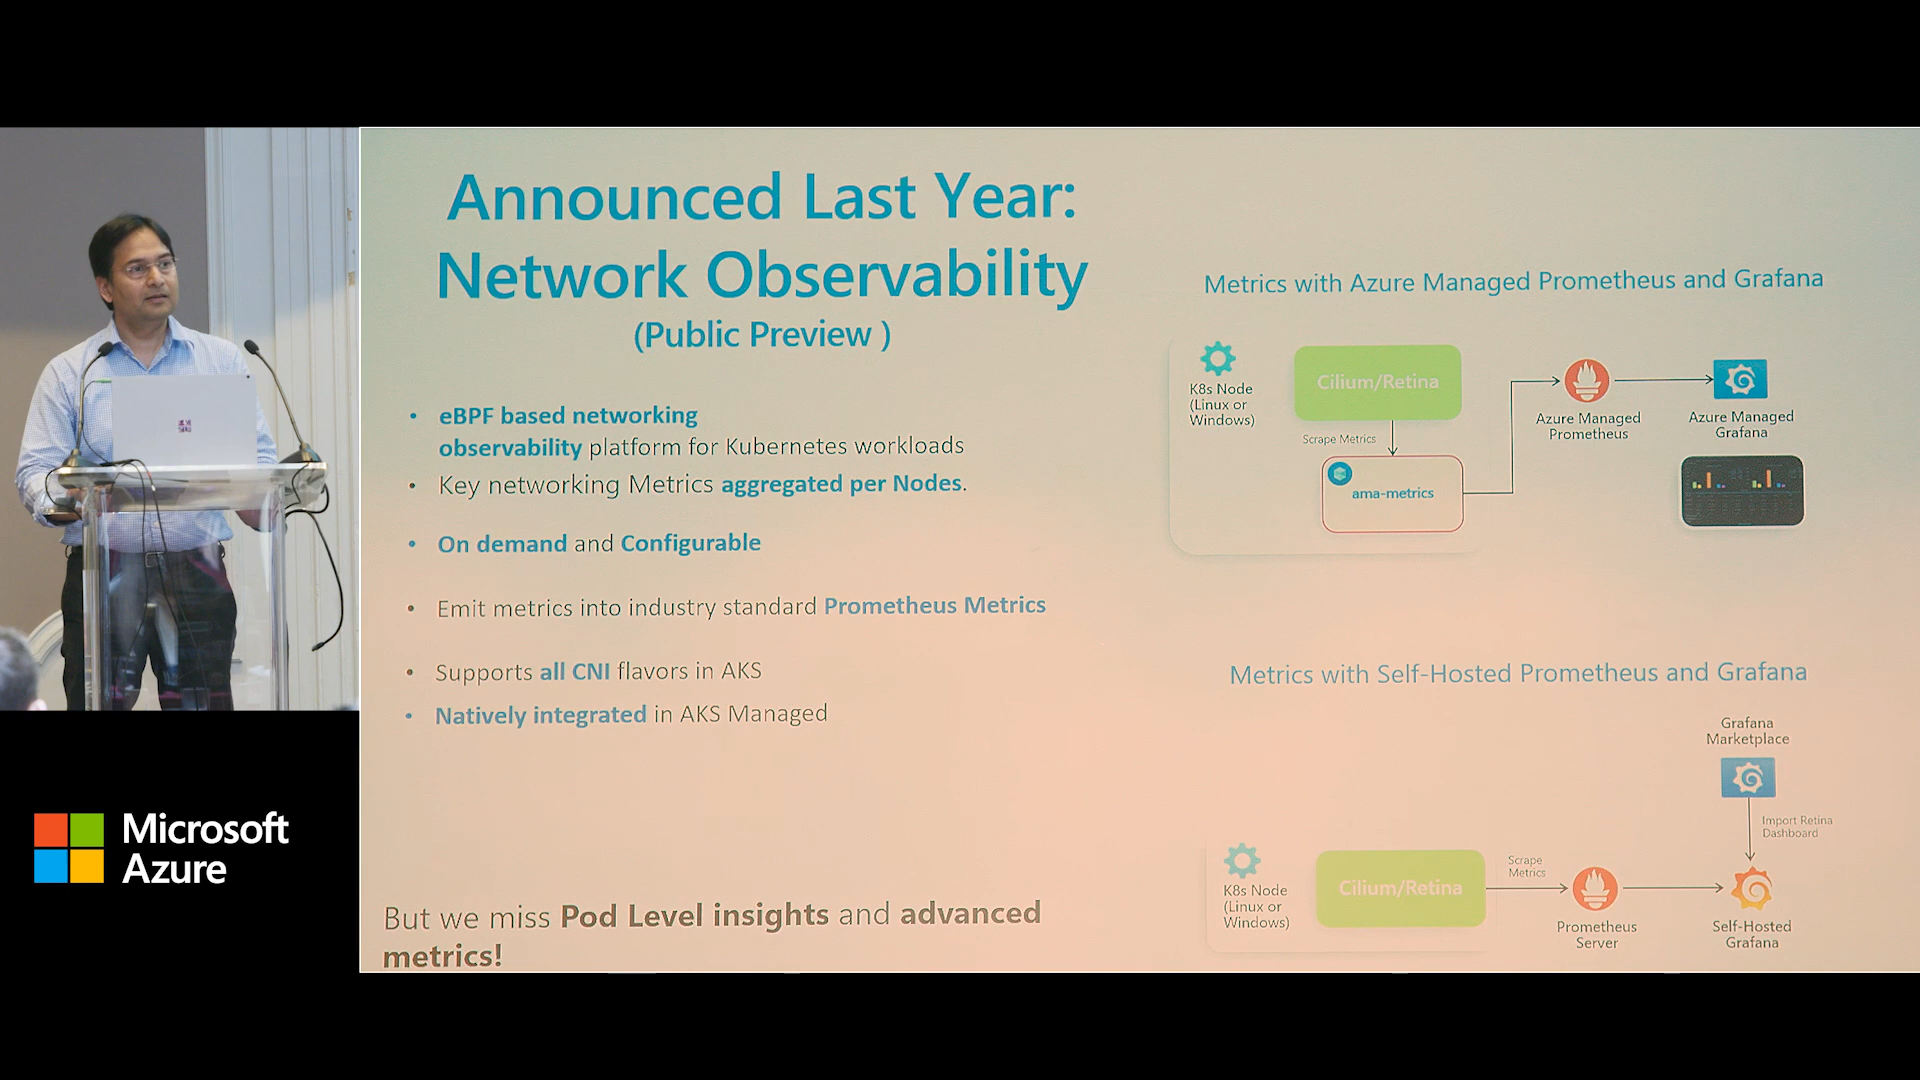 Announced Last Year:
Network Observability
(Public Preview )
• eBPF based networking
observability platform for Kubernetes workloads
• Key networking Metrics aggregated per Nodes.
• On demand and Configurable
• Emit metrics into industry standard Prometheus Metrics
• Supports all CNI flavors in AKS
• Natively integrated in AKS Managed
But we miss Pod Level insights and advanced
metrics!
Metrics with Azure Managed Prometheus and Grafana
K8s Node
(Linux or
Windows)
Cilium/Retina
Scrape Metrics
ama-metrics
Azure Managed
Prometheus
Azure Managed
Grafana
Metrics with Self-Hosted Prometheus and Grafana
Grafana
Marketplace
Import Retina
Dashboard
K8s Node
(Linux or
Windows)
Cilium/Retina
Scrape
Metrics
Prometheus
Server
Self-Hosted
Grafana
Microsoft
Azure